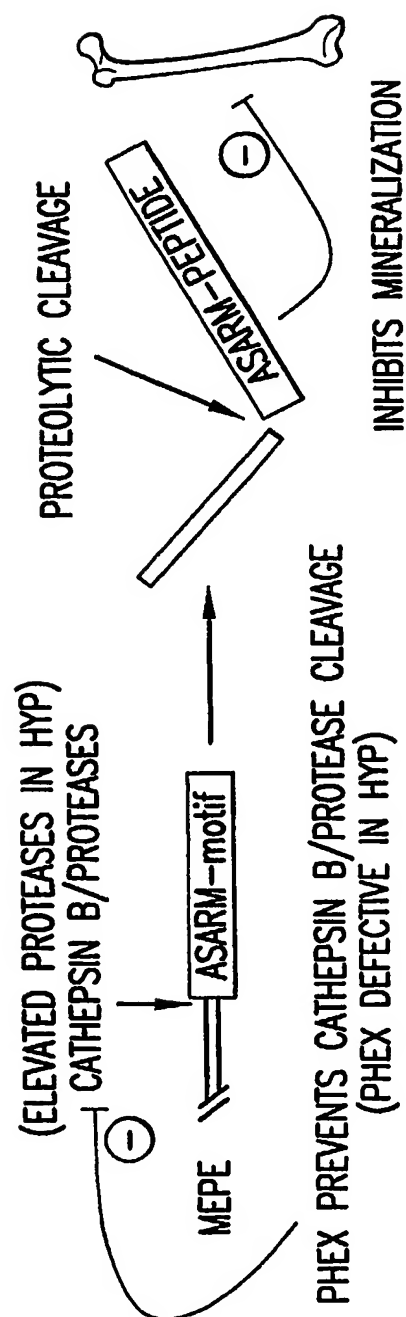 (ELEVATED PROTEASES IN HYP)
CATHEPSIN B/PROTEASES
PROTEOLYTIC CLEAVAGE
MEPE
ASARM-motif
ASARM-PEPTIDE
PHEX PREVENTS CATHEPSIN B/PROTEASE CLEAVAGE
(PHEX DEFECTIVE IN HYP)
INHIBITS MINERALIZATION